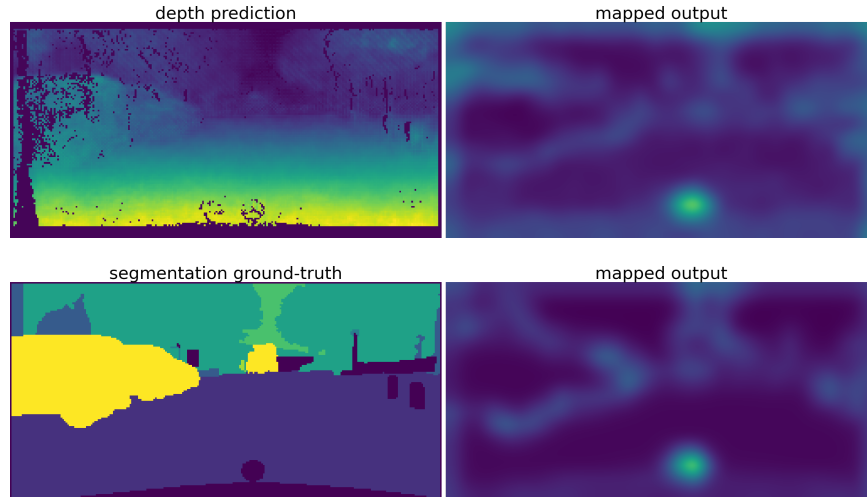 depth prediction
mapped output
segmentation ground-truth
mapped output